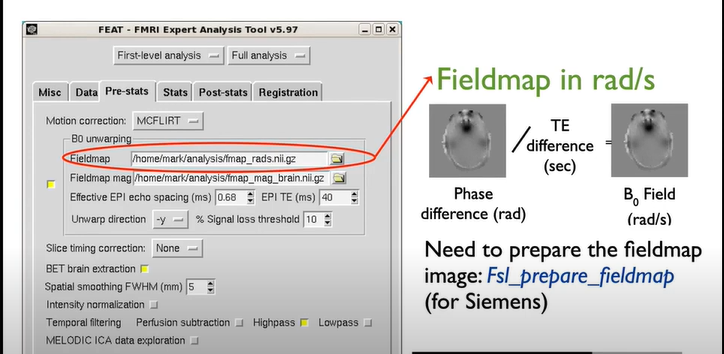 FEAT - FMRI Expert Analysis Tool v5.97
First-level analysis Full analysis
Misc Data Pre-stats Stats Post-stats Registration
Motion correction: MCFLIRT
B0 unwarping
Fieldmap /home/mark/analysis/fmap_rads.nii.gz
Fieldmap mag /home/mark/analysis/fmap_mag_brain.nii.gz
Effective EPI echo spacing (ms) 0.68 EPI TE (ms) 40
Unwarp direction -y % Signal loss threshold 10
Slice timing correction: None
BET brain extraction
Spatial smoothing FWHM (mm) 5
Intensity normalization
Temporal filtering Perfusion subtraction Highpass Lowpass
MELODIC ICA data exploration
Fieldmap in rad/s
/ TE =
difference
(sec)
Phase
difference (rad)
B0 Field
(rad/s)
Need to prepare the fieldmap
image: Fsl_prepare_fieldmap
(for Siemens)